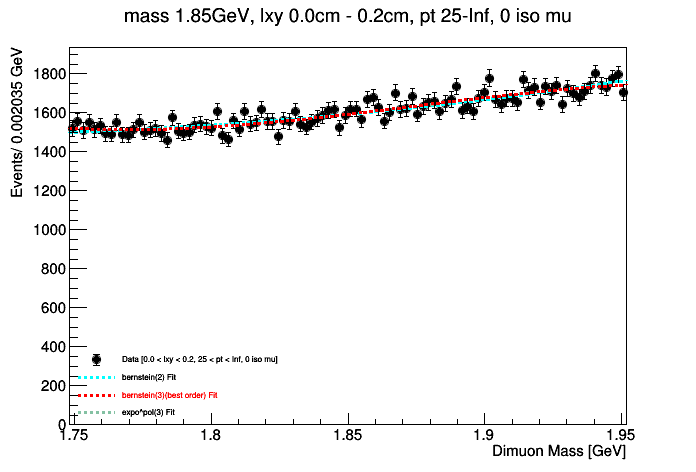 mass 1.85GeV, lxy 0.0cm - 0.2cm, pt 25-Inf, 0 iso mu
Events/ 0.002035 GeV
1800
1600
1400
1200
1000
800
600
400
200
0
Data [0.0 < lxy < 0.2, 25 < pt < Inf, 0 iso mu]
bernstein(2) Fit
bernstein(3)(best order) Fit
expo^pol(3) Fit
1.75 1.8 1.85 1.9 1.95
Dimuon Mass [GeV]